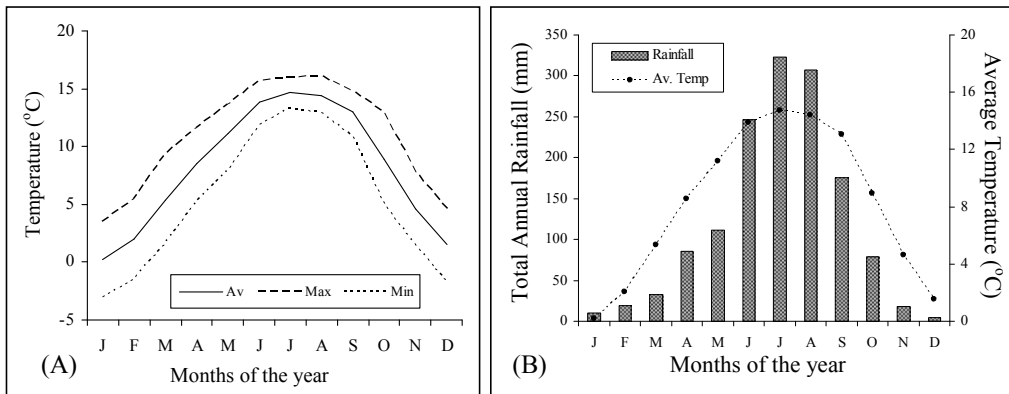 20
15
10
5
0
-5
Temperature (°C)
Av Max Min
J F M A M J J A S O N D
(A)
Months of the year
350
300
250
200
150
100
50
0
Total Annual Rainfall (mm)
Rainfall
Av. Temp
20
16
12
8
4
0
Average Temperature (°C)
J F M A M J J A S O N D
(B)
Months of the year